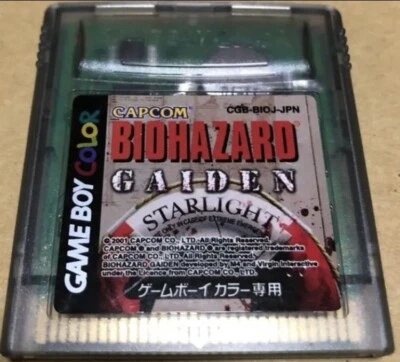 CAPCOM
CGB-BIOJ-JPN
BIOHAZARD
GAIDEN
STARLIGHT
GAME BOY COLOR
© 2001 CAPCOM CO., LTD. All Rights Reserved.
CAPCOM ® and BIOHAZARD ® are registered trademarks
of CAPCOM CO., LTD. All Rights Reserved.
BIOHAZARD GAIDEN developed by M4 and Virgin Interactive
under the Licence from CAPCOM CO., LTD.
ゲームボーイ カラー専用